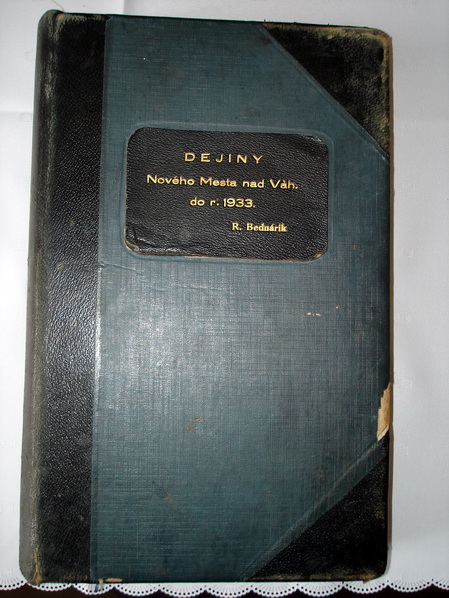 DEJINY
Nového Mesta nad Váh.
do r. 1933.
R. Bednárik